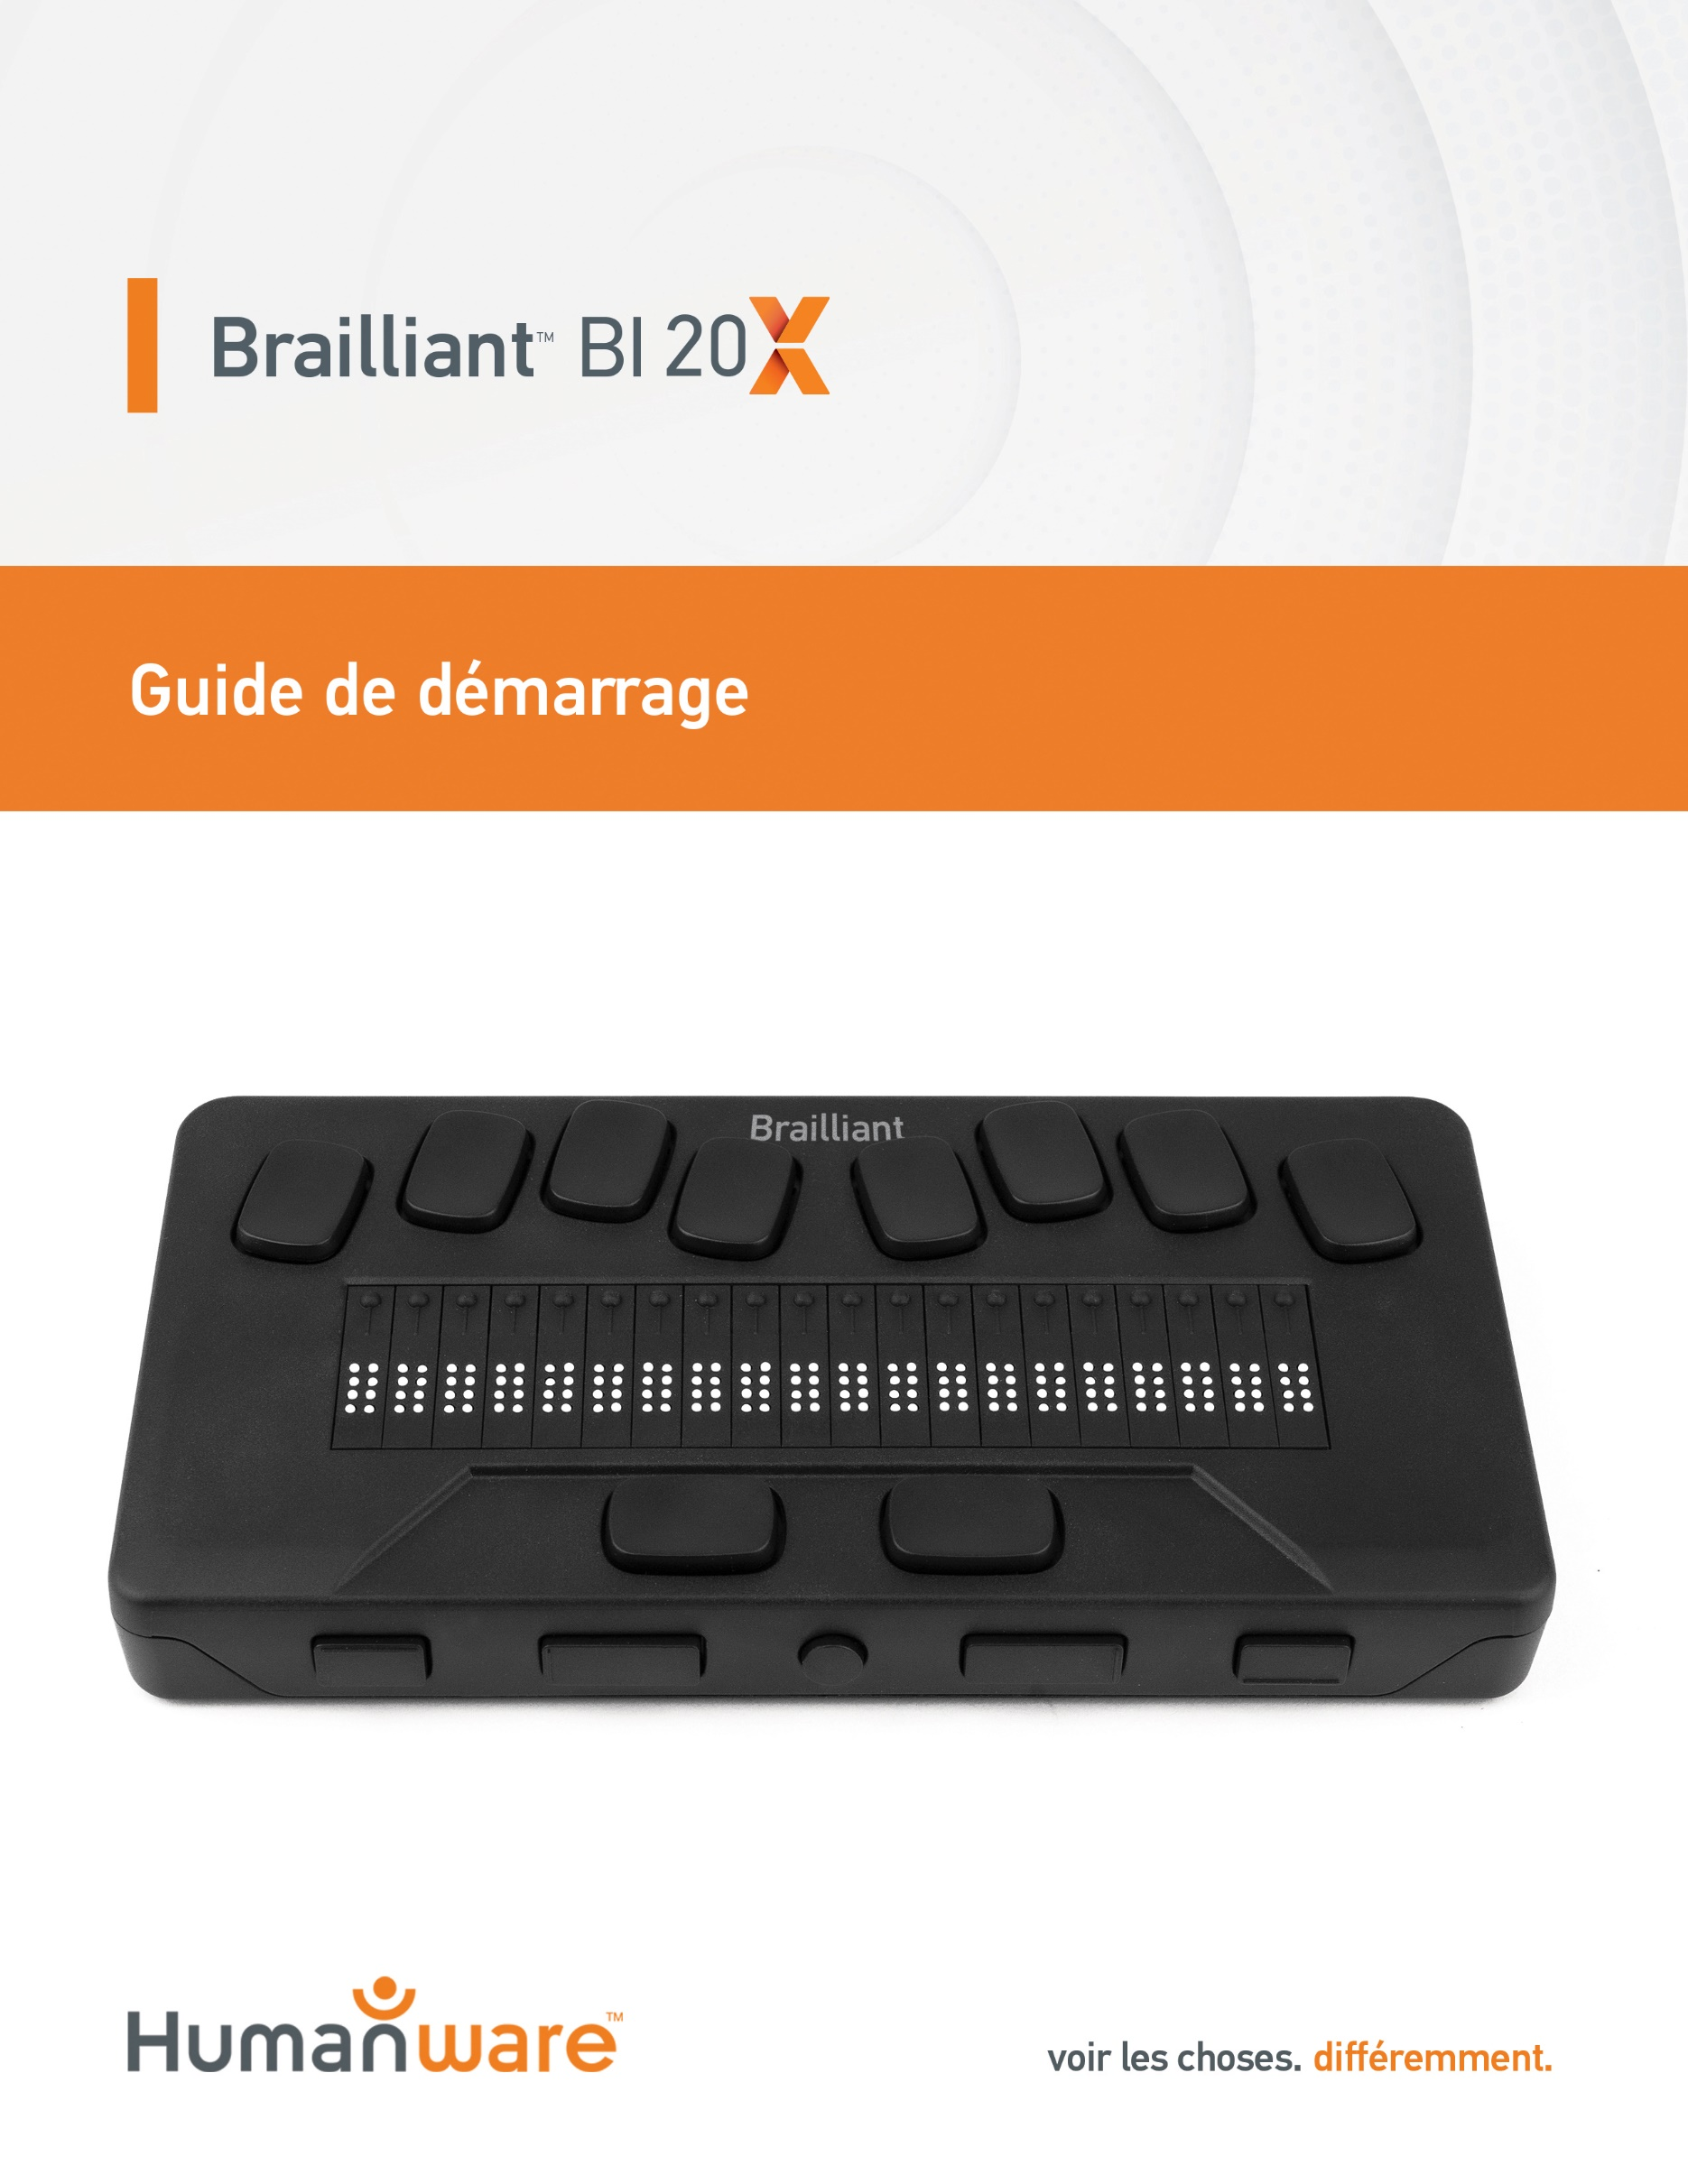 Brailliant™ BI 20X
Guide de démarrage
Brailliant
Humanware™
voir les choses. différemment.